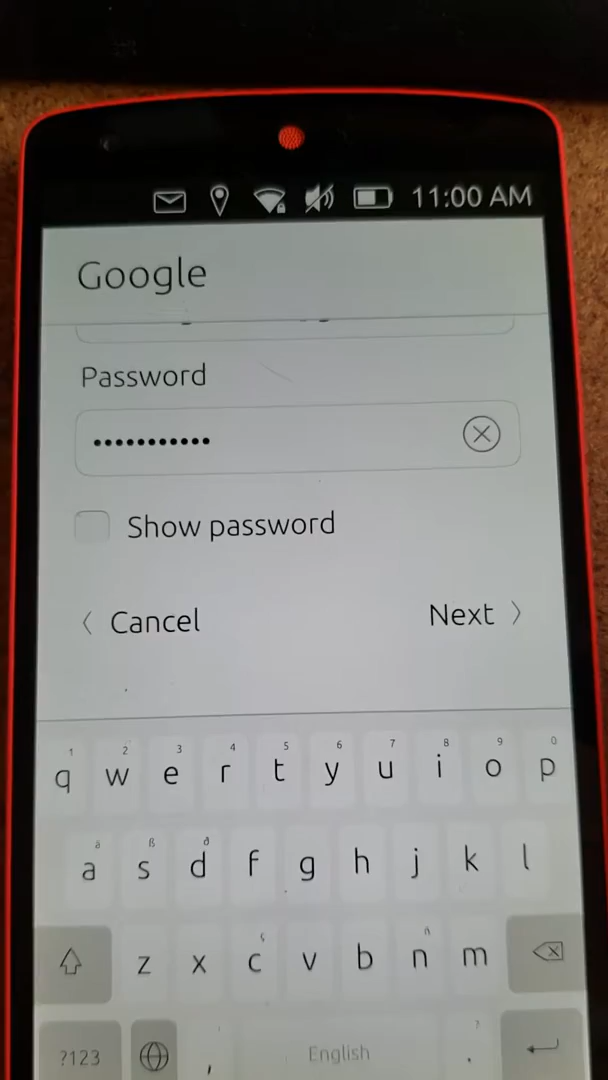 11:00 AM
Google
Password
•••••••••••
Show password
Cancel Next
1 2 3 4 5 6 7 8 9 0
q w e r t y u i o p
ä ß ð
a s d f g h j k l
ç ñ
z x c v b n m
?123 , English . ?